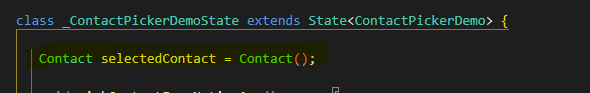 class _ContactPickerDemoState extends State<ContactPickerDemo> {
Contact selectedContact = Contact();